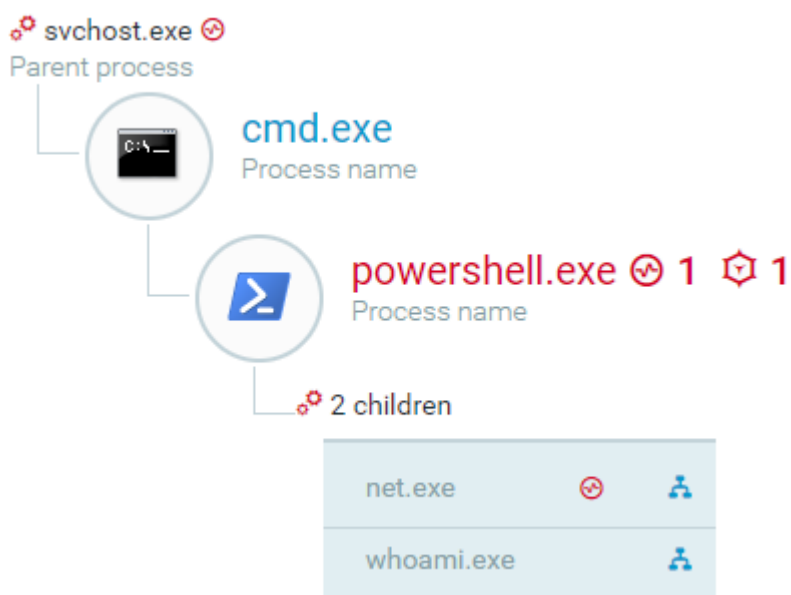 svchost.exe
Parent process
C:\
cmd.exe
Process name
powershell.exe 1 1
Process name
2 children
net.exe
whoami.exe